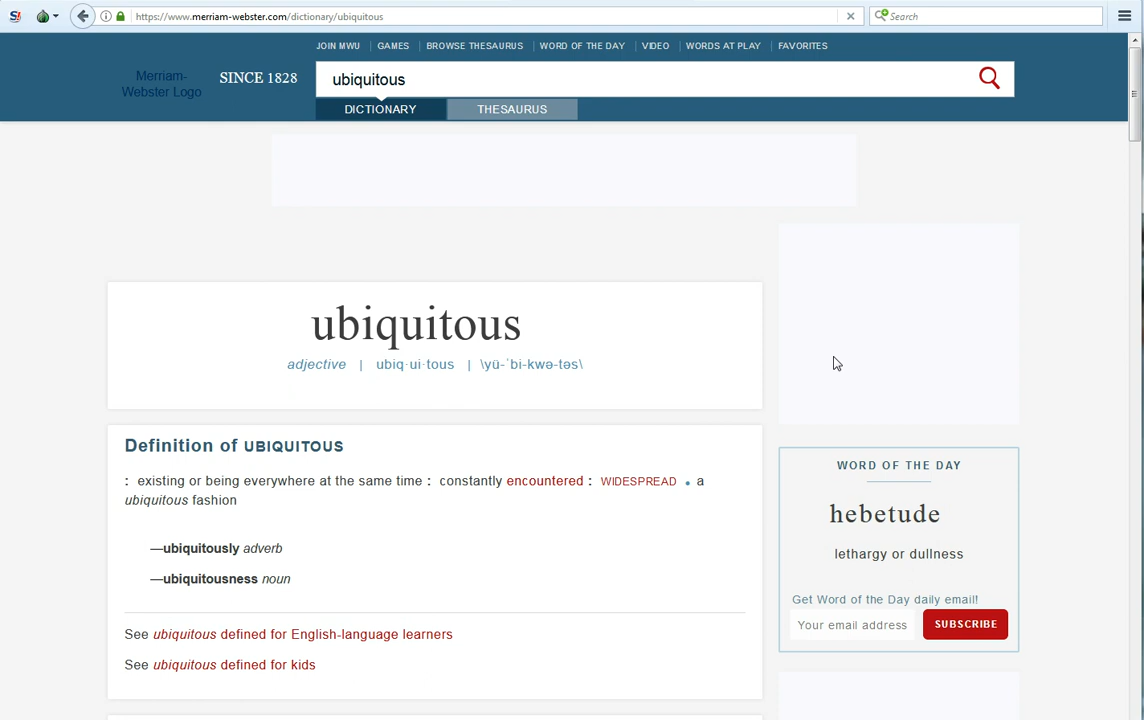 https://www.merriam-webster.com/dictionary/ubiquitous
Search
JOIN MWU
GAMES
BROWSE THESAURUS
WORD OF THE DAY
VIDEO
WORDS AT PLAY
FAVORITES
Merriam-
Webster Logo
SINCE 1828
ubiquitous
DICTIONARY
THESAURUS
ubiquitous
adjective | ubiq·ui·tous | \yü-ˈbi-kwə-təs\
Definition of UBIQUITOUS
: existing or being everywhere at the same time : constantly encountered : WIDESPREAD • a
ubiquitous fashion
—ubiquitously adverb
—ubiquitousness noun
See ubiquitous defined for English-language learners
See ubiquitous defined for kids
WORD OF THE DAY
hebetude
lethargy or dullness
Get Word of the Day daily email!
Your email address
SUBSCRIBE